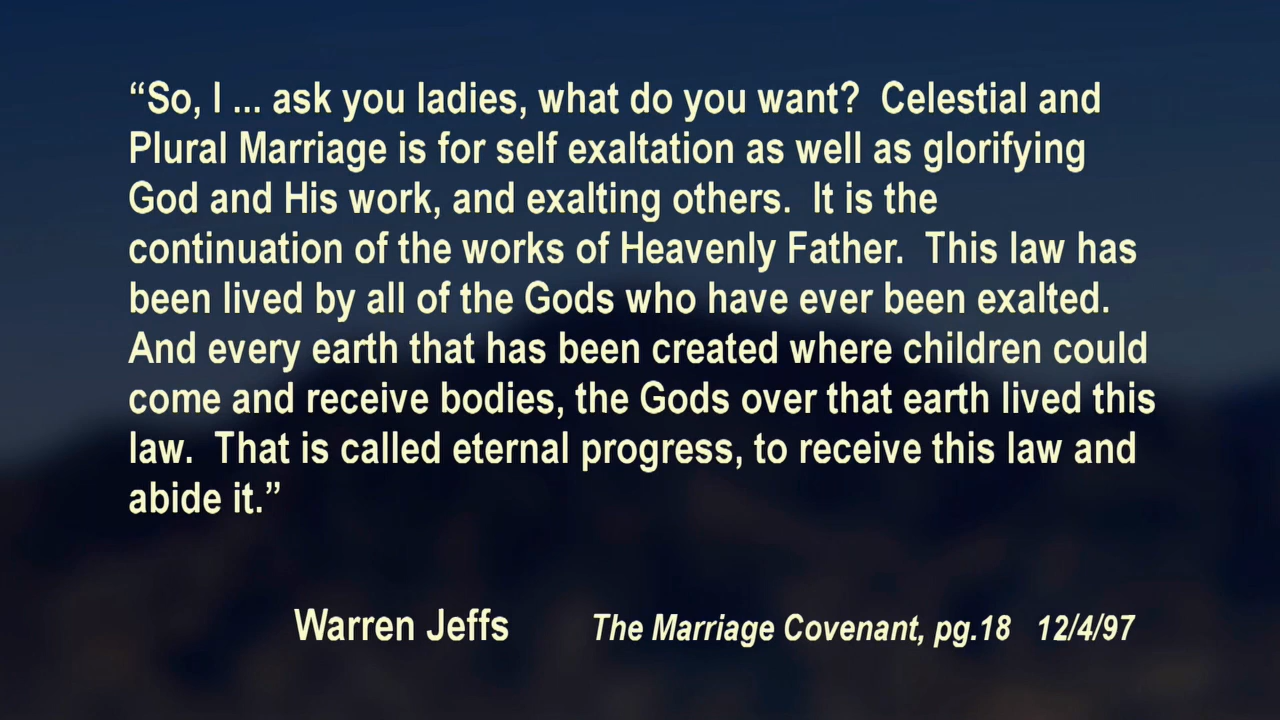 “So, I ... ask you ladies, what do you want?  Celestial and
Plural Marriage is for self exaltation as well as glorifying
God and His work, and exalting others.  It is the
continuation of the works of Heavenly Father.  This law has
been lived by all of the Gods who have ever been exalted.
And every earth that has been created where children could
come and receive bodies, the Gods over that earth lived this
law.  That is called eternal progress, to receive this law and
abide it.”
Warren Jeffs The Marriage Covenant, pg.18 12/4/97